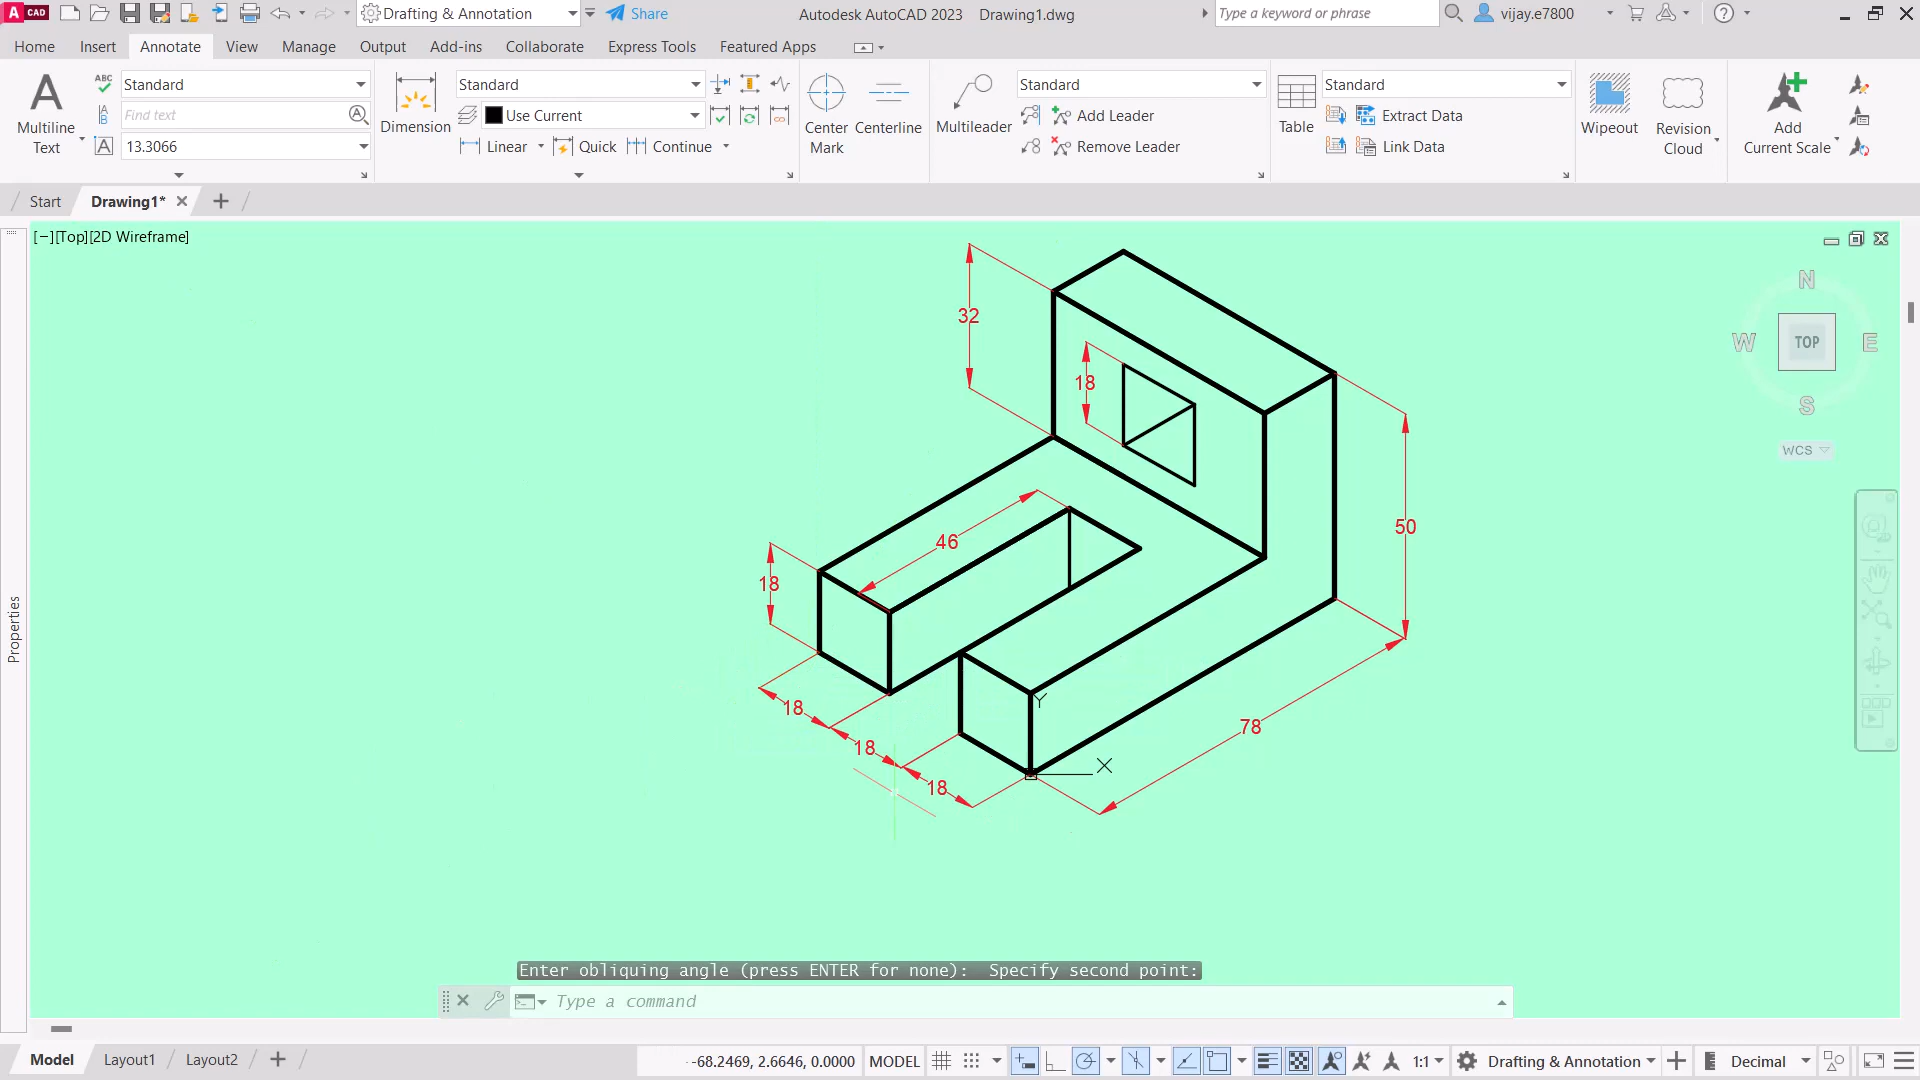 A CAD
Drafting & Annotation
Share
Autodesk AutoCAD 2023 Drawing1.dwg
Type a keyword or phrase
vijay.e7800
Home Insert Annotate View Manage Output Add-ins Collaborate Express Tools Featured Apps
Multiline Text
ABC
Standard
Find text
13.3066
Dimension
Standard
Use Current
Linear
Quick
Continue
Center Mark
Centerline
Multileader
Standard
Add Leader
Remove Leader
Table
Standard
Extract Data
Link Data
Wipeout
Revision Cloud
Add Current Scale
Start
Drawing1*
[−][Top][2D Wireframe]
Properties
N
W
TOP
E
S
WCS
32
18
50
46
18
78
18
18
18
Y
X
Enter obliquing angle (press ENTER for none): Specify second point:
Type a command
Model Layout1 Layout2
-68.2469, 2.6646, 0.0000
MODEL
1:1
Drafting & Annotation
Decimal